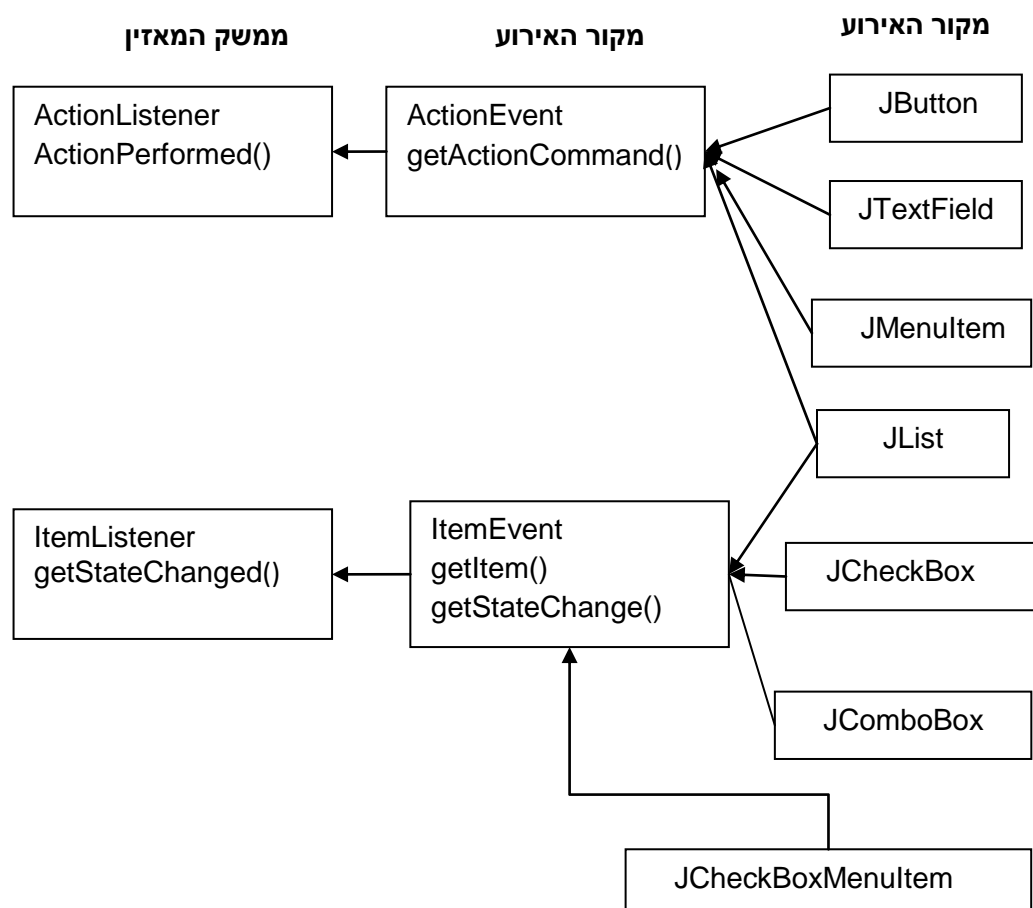 מקור האירוע
מקור האירוע
ממשק המאזין
JButton
ActionEvent
getActionCommand()
ActionListener
ActionPerformed()
JTextField
JMenuItem
JList
ItemEvent
getItem()
getStateChange()
ItemListener
getStateChanged()
JCheckBox
JComboBox
JCheckBoxMenuItem